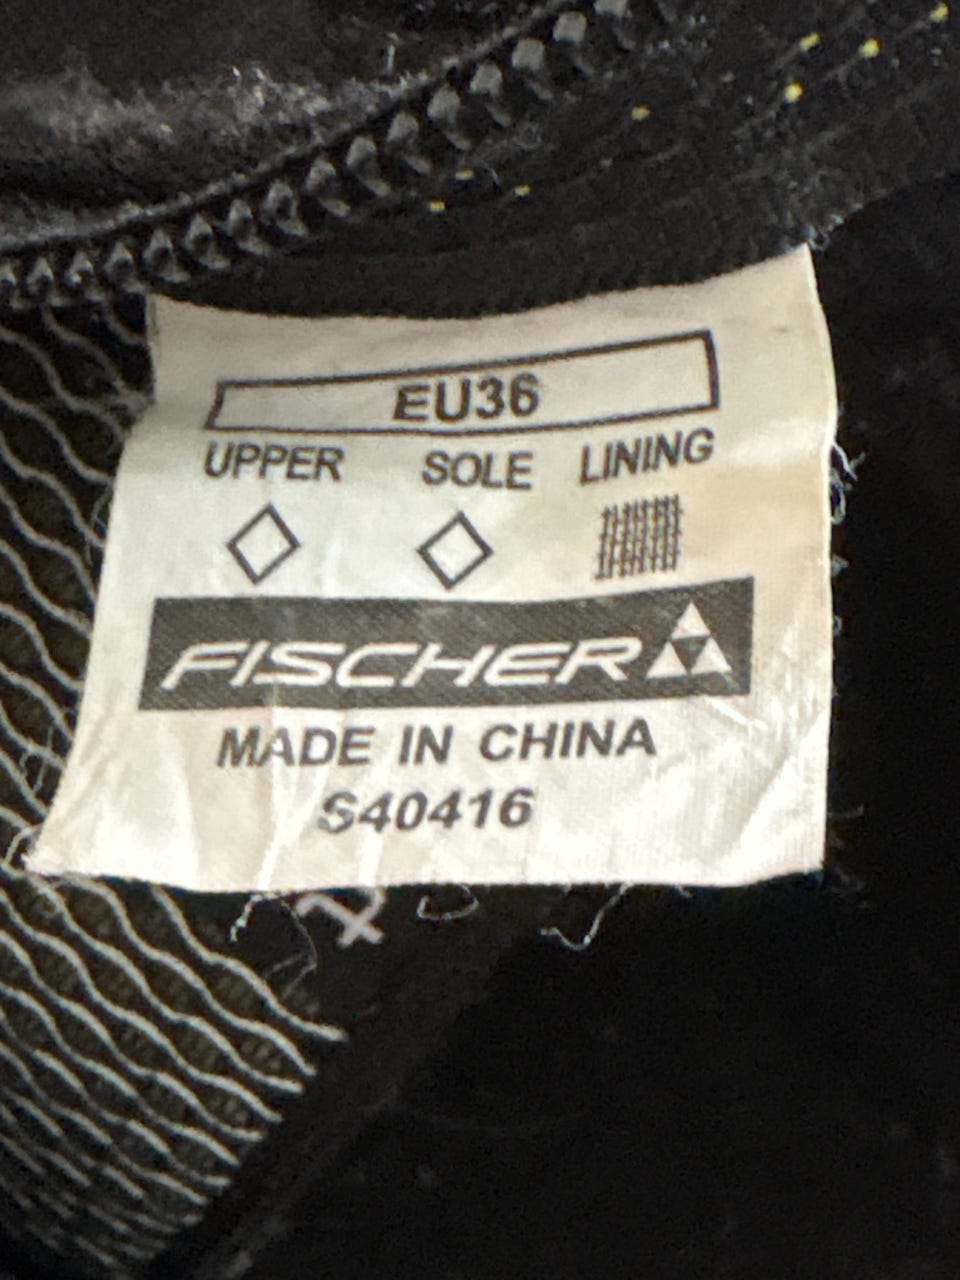 EU36
UPPER SOLE LINING
FISCHER
MADE IN CHINA
S40416